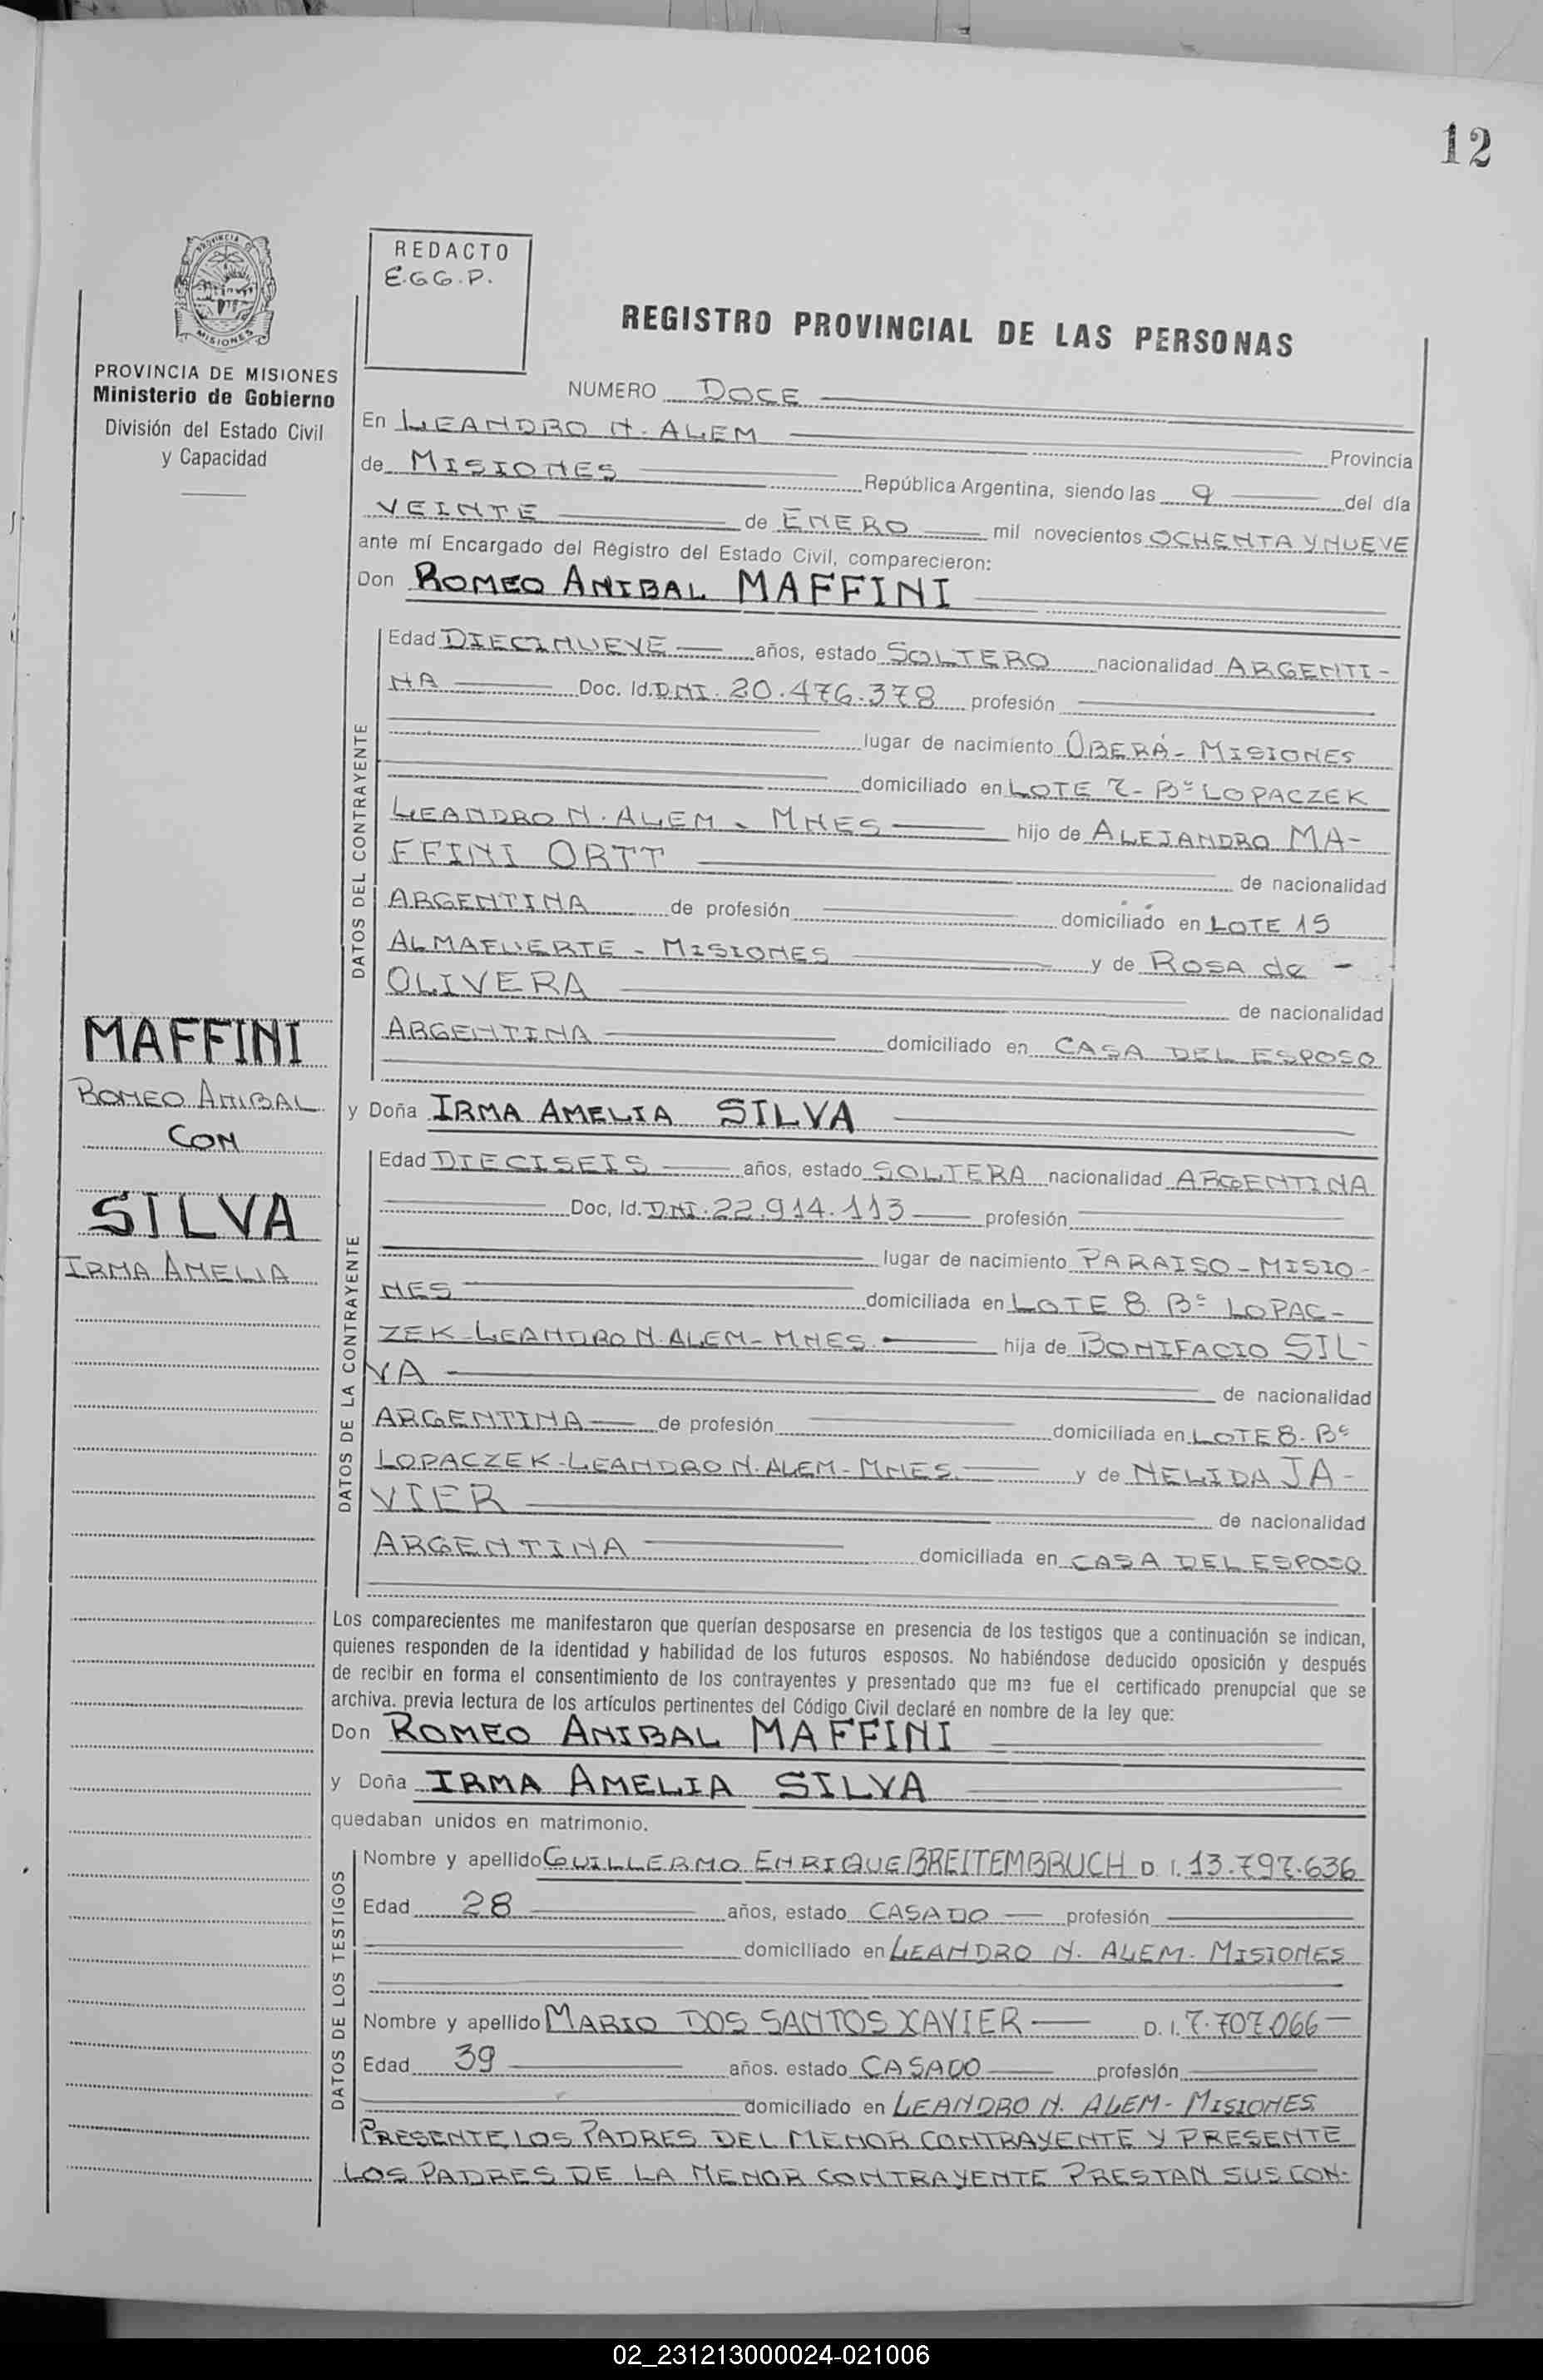 12
REDACTO
E.G G.P.
PROVINCIA DE MISIONES
REGISTRO PROVINCIAL DE LAS PERSONAS
PROVINCIA DE MISIONES
Ministerio de Gobierno
División del Estado Civil
y Capacidad
NUMERO DOCE
En LEANDRO N. ALEM Provincia
de MISIONES República Argentina, siendo las 9 del día
VEINTE de ENERO mil novecientos OCHENTA Y NUEVE
ante mí Encargado del Registro del Estado Civil, comparecieron:
Don ROMEO ANIBAL MAFFINI
DATOS DEL CONTRAYENTE
Edad DIECINUEVE años, estado SOLTERO nacionalidad ARGENTI-
NA Doc. Id. DNI. 20.476.378 profesión
lugar de nacimiento OBERÁ - MISIONES
domiciliado en LOTE 7- Bº LOPACZEK
LEANDRO N. ALEM - MNES hijo de ALEJANDRO MA-
FFINI ORTT de nacionalidad
ARGENTINA de profesión domiciliado en LOTE 15
ALMAFUERTE - MISIONES y de ROSA de -
OLIVERA de nacionalidad
ARGENTINA domiciliado en CASA DEL ESPOSO
MAFFINI
ROMEO ANIBAL
CON
SILVA
IRMA AMELIA
y Doña IRMA AMELIA SILVA
DATOS DE LA CONTRAYENTE
Edad DIECISEIS años, estado SOLTERA nacionalidad ARGENTINA
Doc, Id. DNI. 22.914.113 profesión
lugar de nacimiento PARAISO - MISIO-
NES domiciliada en LOTE 8. Bº LOPAC-
ZEK - LEANDRO N. ALEM - MNES. hija de BONIFACIO SIL-
VA de nacionalidad
ARGENTINA de profesión domiciliada en LOTE 8. Bº
LOPACZEK - LEANDRO N. ALEM - MNES. y de NELIDA JA-
VIER de nacionalidad
ARGENTINA domiciliada en CASA DEL ESPOSO
Los comparecientes me manifestaron que querían desposarse en presencia de los testigos que a continuación se indican,
quienes responden de la identidad y habilidad de los futuros esposos. No habiéndose deducido oposición y después
de recibir en forma el consentimiento de los contrayentes y presentado que me fue el certificado prenupcial que se
archiva. previa lectura de los artículos pertinentes del Código Civil declaré en nombre de la ley que:
Don ROMEO ANIBAL MAFFINI
y Doña IRMA AMELIA SILVA
quedaban unidos en matrimonio.
DATOS DE LOS TESTIGOS
Nombre y apellido GUILLERMO ENRIQUE BREITEMBRUCH D. I. 13.797.636
Edad 28 años, estado CASADO profesión
domiciliado en LEANDRO N. ALEM - MISIONES
Nombre y apellido MARIO DOS SANTOS XAVIER D. I. 7.707.066
Edad 39 años. estado CASADO profesión
domiciliado en LEANDRO N. ALEM - MISIONES
PRESENTE LOS PADRES DEL MENOR CONTRAYENTE Y PRESENTE
LOS PADRES DE LA MENOR CONTRAYENTE PRESTAN SUS CON-
02_231213000024-021006